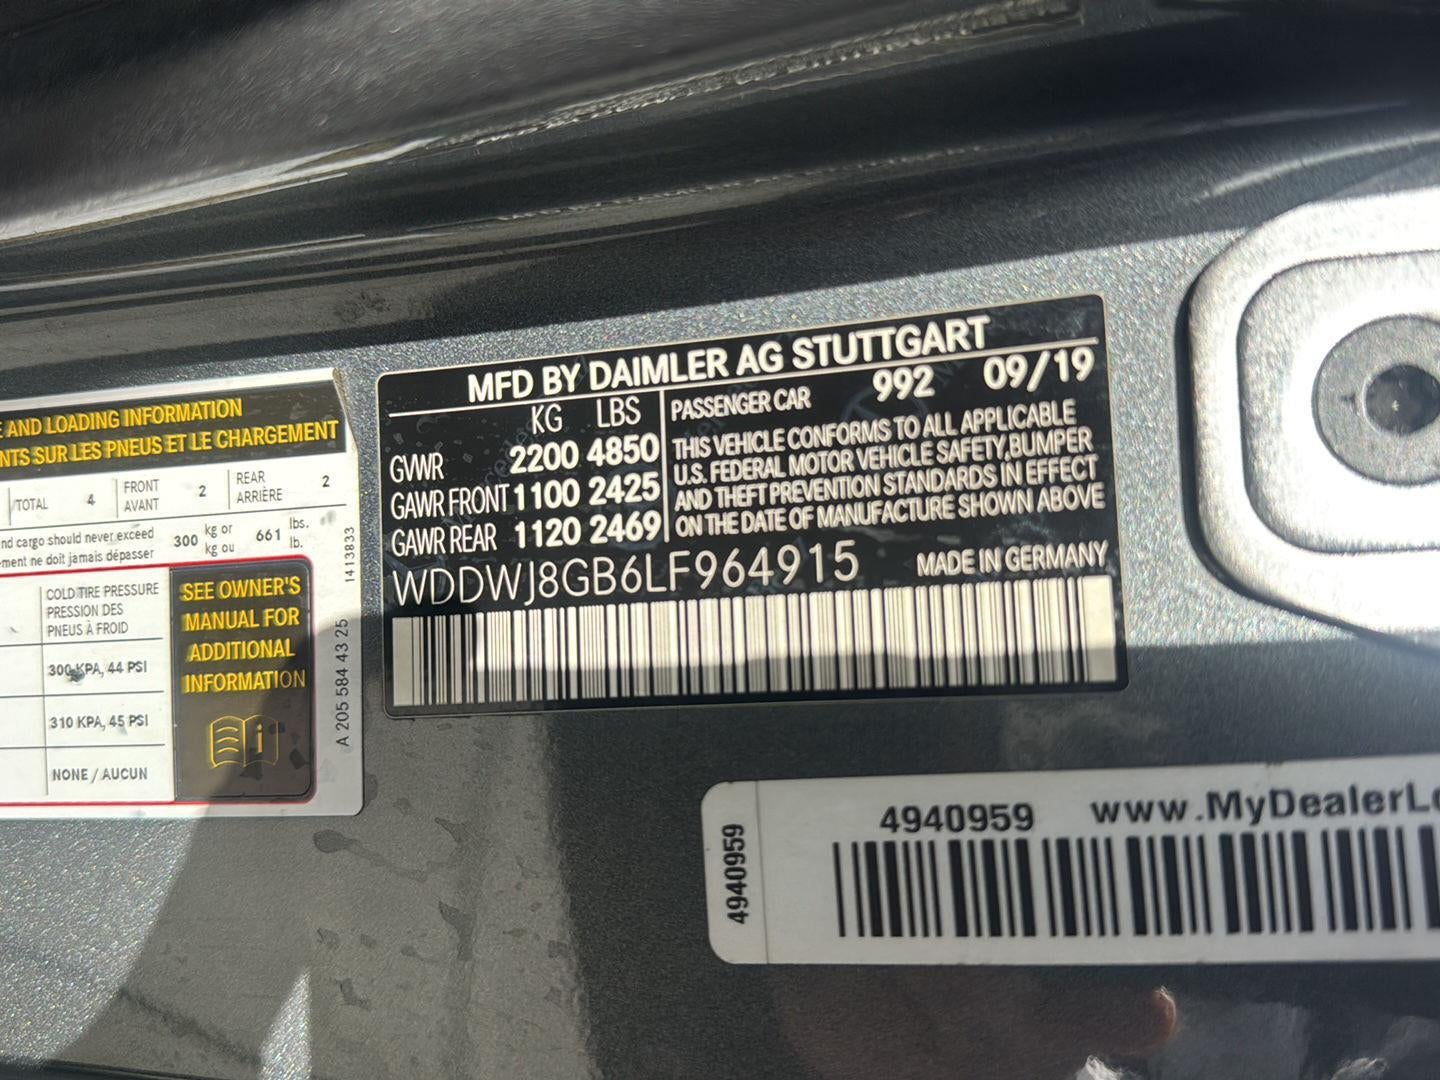 MFD BY DAIMLER AG STUTTGART
KG LBS
GVWR 2200 4850
GAWR FRONT 1100 2425
GAWR REAR 1120 2469
PASSENGER CAR 992 09/19
THIS VEHICLE CONFORMS TO ALL APPLICABLE
U.S. FEDERAL MOTOR VEHICLE SAFETY,BUMPER
AND THEFT PREVENTION STANDARDS IN EFFECT
ON THE DATE OF MANUFACTURE SHOWN ABOVE
WDDWJ8GB6LF964915 MADE IN GERMANY
E AND LOADING INFORMATION
NTS SUR LES PNEUS ET LE CHARGEMENT
TOTAL 4
FRONT
AVANT 2
REAR
ARRIÈRE 2
nd cargo should never exceed
ement ne doit jamais dépasser
300 kg or
kg ou
661 lbs.
lb.
COLD TIRE PRESSURE
PRESSION DES
PNEUS À FROID
300 KPA, 44 PSI
310 KPA, 45 PSI
NONE / AUCUN
SEE OWNER'S
MANUAL FOR
ADDITIONAL
INFORMATION
1413833
A 205 584 43 25
4940959 www.MyDealerLo
4940959